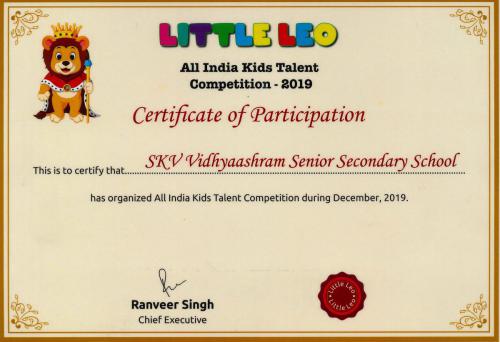 LITTLE LEO
All India Kids Talent
Competition - 2019
Certificate of Participation
This is to certify that SKV Vidhyaashram Senior Secondary School
has organized All India Kids Talent Competition during December, 2019.
Ranveer Singh
Chief Executive
Little Leo
Little Leo